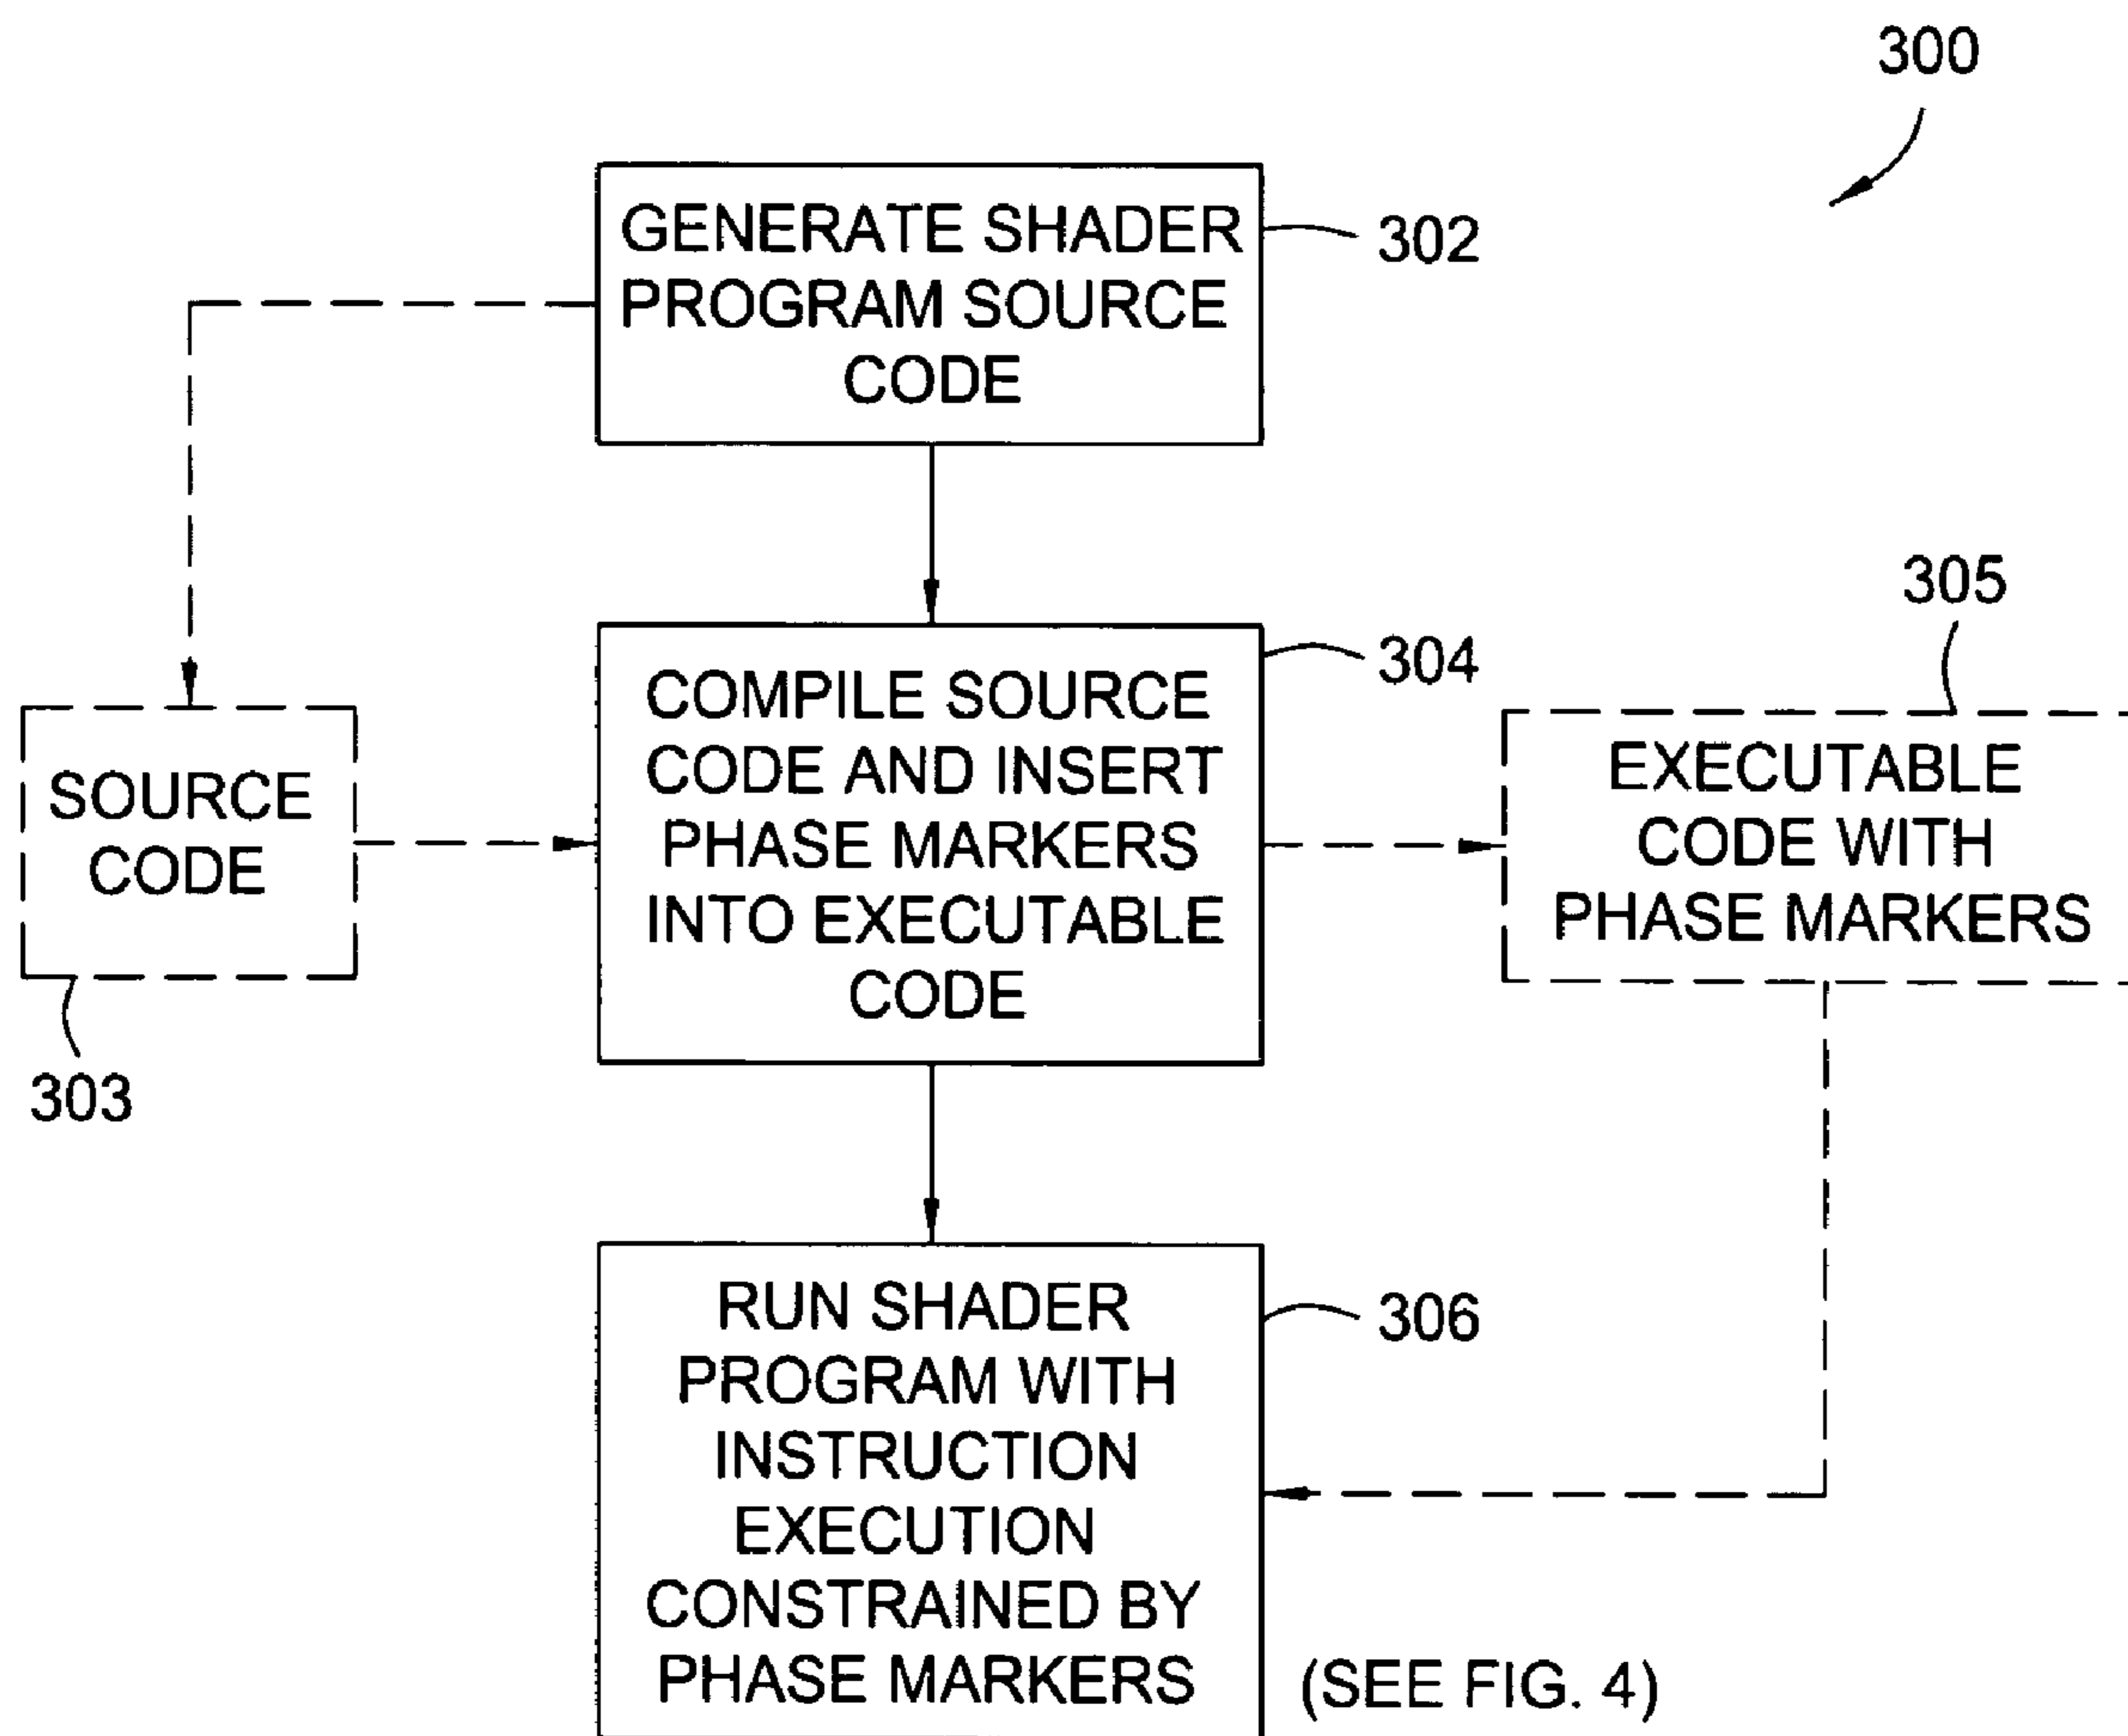 300
GENERATE SHADER
PROGRAM SOURCE
CODE
302
305
COMPILE SOURCE
CODE AND INSERT
PHASE MARKERS
INTO EXECUTABLE
CODE
304
SOURCE
CODE
303
EXECUTABLE
CODE WITH
PHASE MARKERS
RUN SHADER
PROGRAM WITH
INSTRUCTION
EXECUTION
CONSTRAINED BY
PHASE MARKERS
306
(SEE FIG. 4)